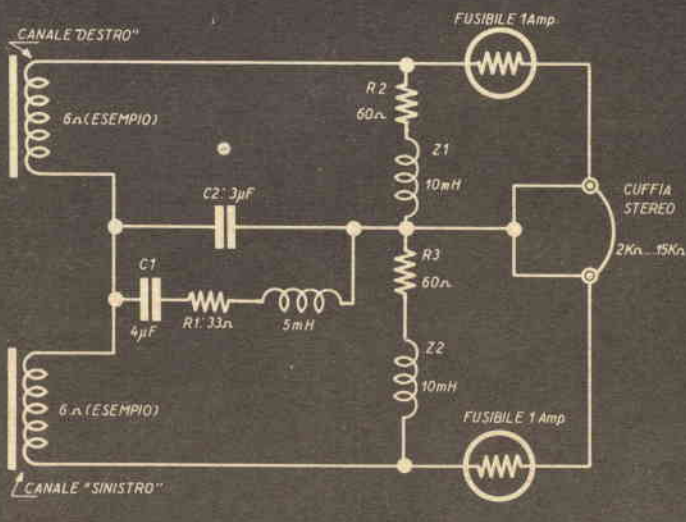 FUSIBILE 1Amp.
CANALE "DESTRO"
R2
60Ω
6Ω (ESEMPIO)
Z1
10mH
C2: 3µF
CUFFIA
STEREO
2KΩ...15KΩ
C1
R3
60Ω
4µF
R1: 33Ω
5mH
Z2
10mH
6Ω (ESEMPIO)
FUSIBILE 1 Amp
CANALE "SINISTRO"